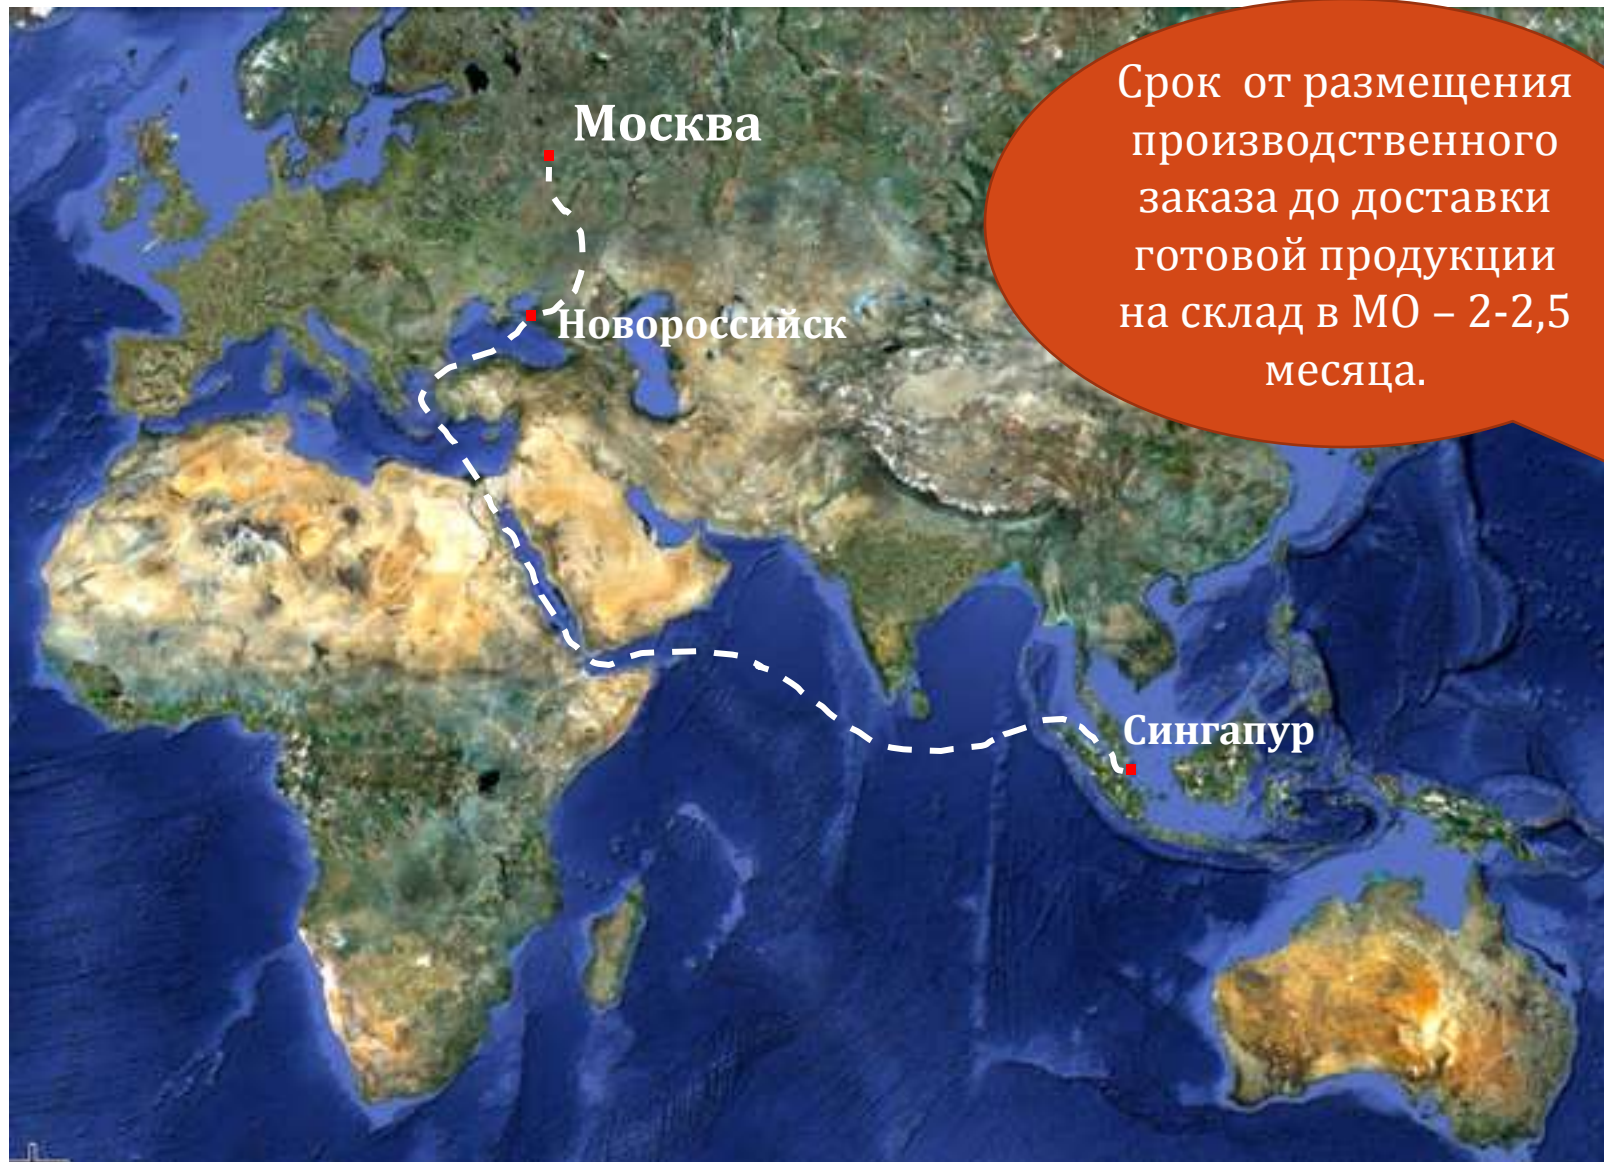 Срок от размещения
производственного
заказа до доставки
готовой продукции
на склад в МО – 2-2,5
месяца.
Москва
Новороссийск
Сингапур